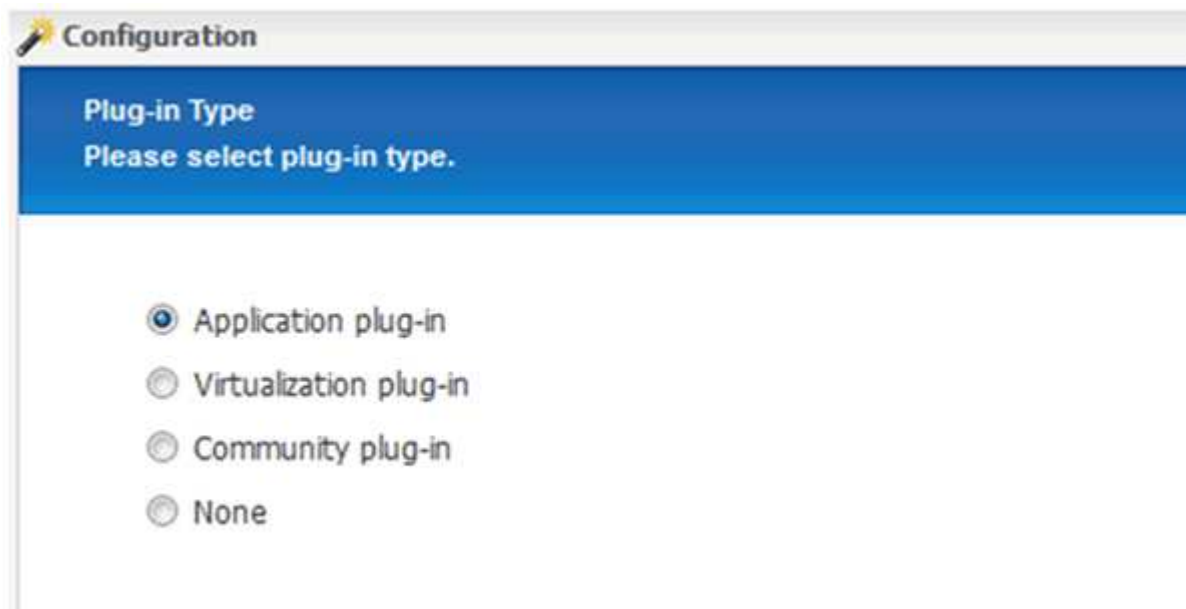 Configuration
Plug-in Type
Please select plug-in type.
Application plug-in
Virtualization plug-in
Community plug-in
None